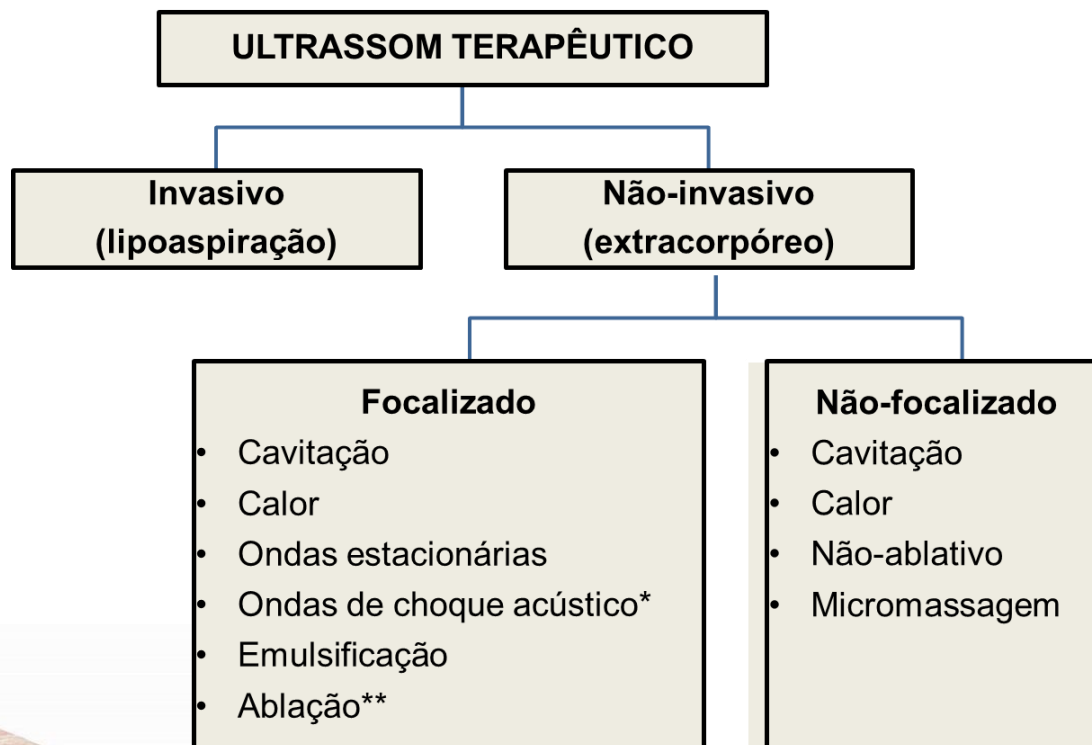 ULTRASSOM TERAPÊUTICO
Invasivo
(lipoaspiração)
Não-invasivo
(extracorpóreo)
Focalizado
• Cavitação
• Calor
• Ondas estacionárias
• Ondas de choque acústico*
• Emulsificação
• Ablação**
Não-focalizado
• Cavitação
• Calor
• Não-ablativo
• Micromassagem